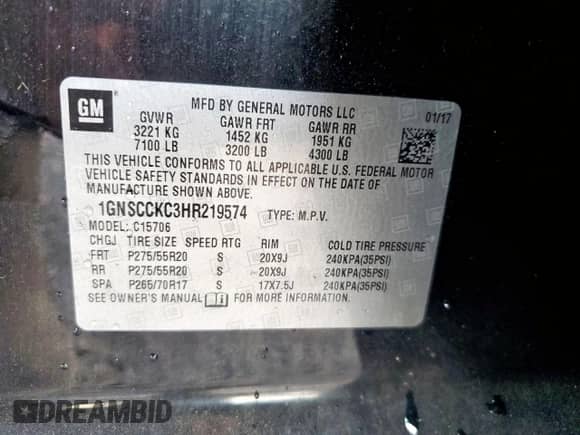 GM
MFD BY GENERAL MOTORS LLC 01/17
GVWR GAWR FRT GAWR RR
3221 KG 1452 KG 1951 KG
7100 LB 3200 LB 4300 LB
THIS VEHICLE CONFORMS TO ALL APPLICABLE U.S. FEDERAL MOTOR
VEHICLE SAFETY STANDARDS IN EFFECT ON THE DATE OF
MANUFACTURE SHOWN ABOVE.
1GNSCCKC3HR219574 TYPE: M.P.V.
MODEL: C15706
CHGJ TIRE SIZE SPEED RTG RIM COLD TIRE PRESSURE
FRT P275/55R20 S 20X9J 240KPA(35PSI)
RR P275/55R20 S 20X9J 240KPA(35PSI)
SPA P265/70R17 S 17X7.5J 240KPA(35PSI)
SEE OWNER'S MANUAL FOR MORE INFORMATION
DREAMBID